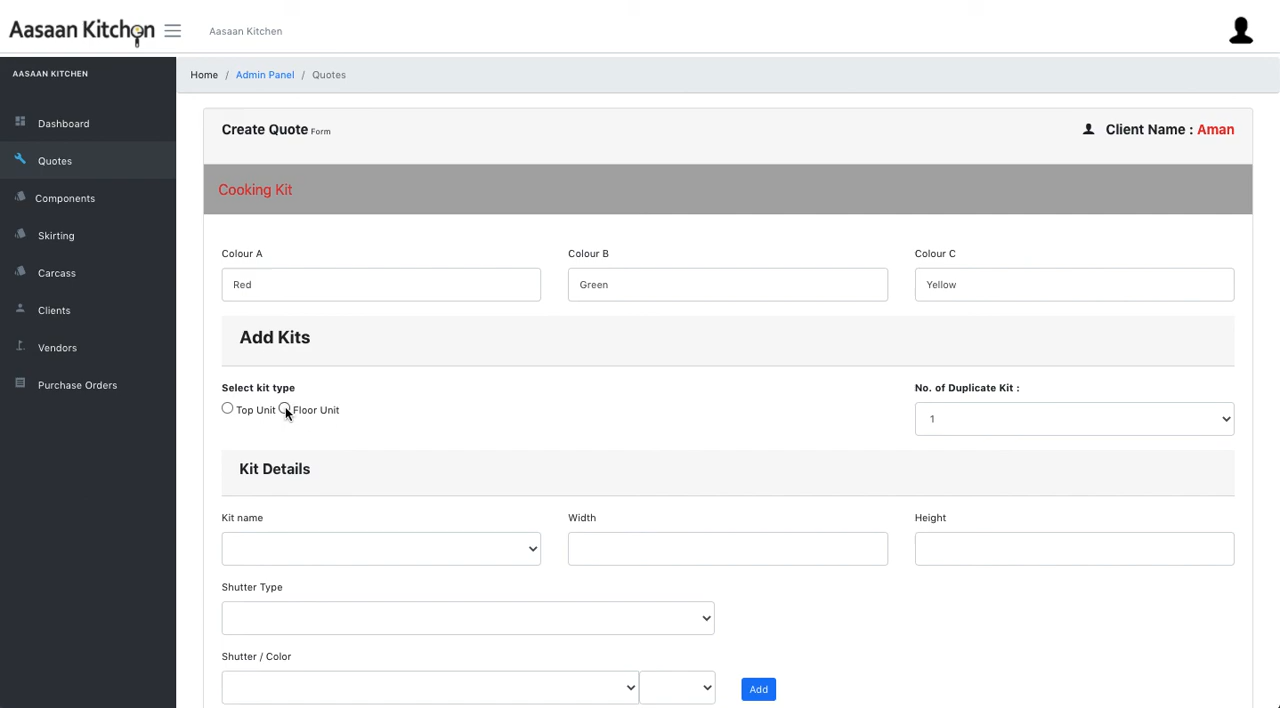 Aasaan Kitchen
Aasaan Kitchen
AASAAN KITCHEN
Home / Admin Panel / Quotes
Dashboard
Quotes
Components
Skirting
Carcass
Clients
Vendors
Purchase Orders
Create Quote Form
Client Name : Aman
Cooking Kit
Colour A
Colour B
Colour C
Red
Green
Yellow
Add Kits
Select kit type
No. of Duplicate Kit :
Top Unit Floor Unit
1
Kit Details
Kit name
Width
Height
Shutter Type
Shutter / Color
Add